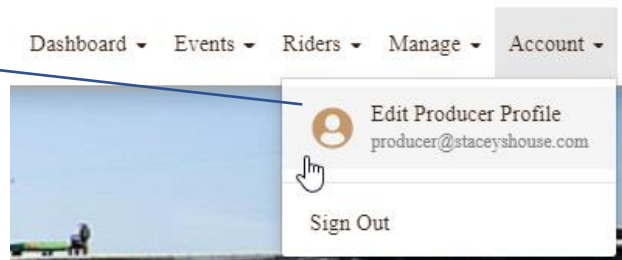 Dashboard Events Riders Manage Account
Edit Producer Profile
producer@staceyshouse.com
Sign Out